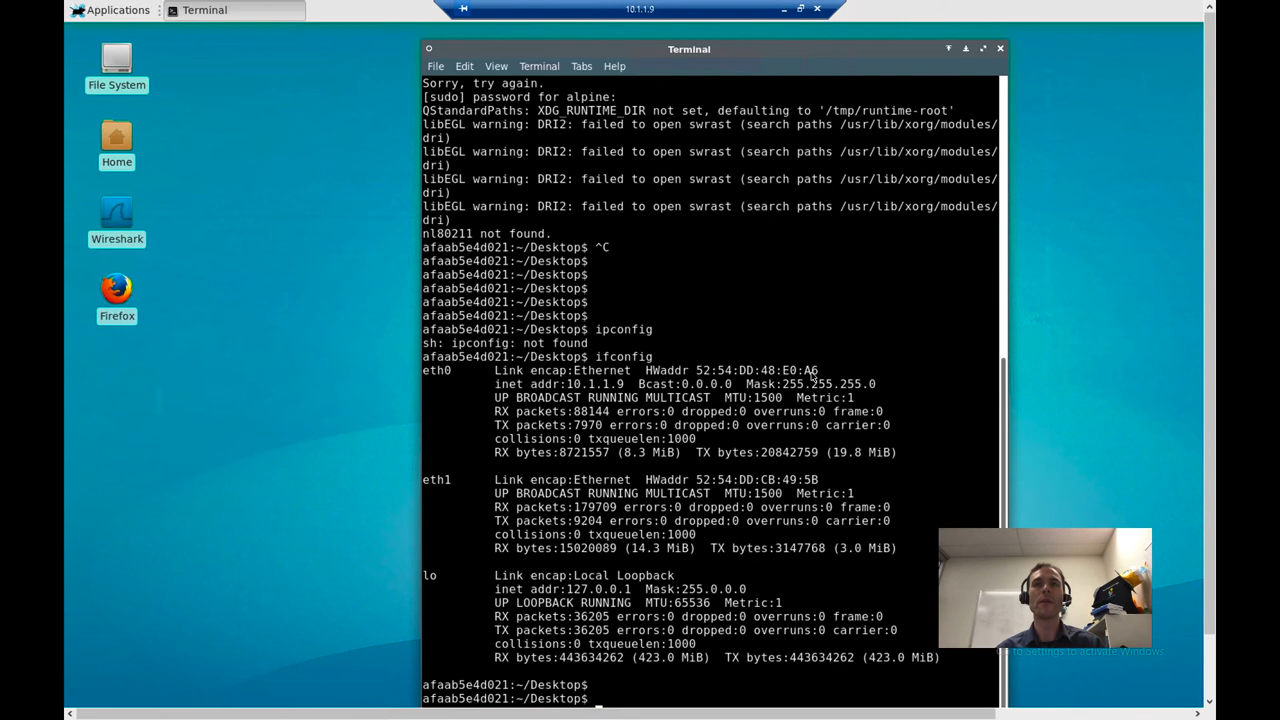 Applications
Terminal
10.1.1.9
File System
Home
Wireshark
Firefox
Terminal
File Edit View Terminal Tabs Help
Sorry, try again.
[sudo] password for alpine:
QStandardPaths: XDG_RUNTIME_DIR not set, defaulting to '/tmp/runtime-root'
libEGL warning: DRI2: failed to open swrast (search paths /usr/lib/xorg/modules/
dri)
libEGL warning: DRI2: failed to open swrast (search paths /usr/lib/xorg/modules/
dri)
libEGL warning: DRI2: failed to open swrast (search paths /usr/lib/xorg/modules/
dri)
libEGL warning: DRI2: failed to open swrast (search paths /usr/lib/xorg/modules/
dri)
nl80211 not found.
afaab5e4d021:~/Desktop$ ^C
afaab5e4d021:~/Desktop$
afaab5e4d021:~/Desktop$
afaab5e4d021:~/Desktop$
afaab5e4d021:~/Desktop$
afaab5e4d021:~/Desktop$
afaab5e4d021:~/Desktop$ ipconfig
sh: ipconfig: not found
afaab5e4d021:~/Desktop$ ifconfig
eth0 Link encap:Ethernet HWaddr 52:54:DD:48:E0:A6
inet addr:10.1.1.9 Bcast:0.0.0.0 Mask:255.255.255.0
UP BROADCAST RUNNING MULTICAST MTU:1500 Metric:1
RX packets:88144 errors:0 dropped:0 overruns:0 frame:0
TX packets:7970 errors:0 dropped:0 overruns:0 carrier:0
collisions:0 txqueuelen:1000
RX bytes:8721557 (8.3 MiB) TX bytes:20842759 (19.8 MiB)
eth1 Link encap:Ethernet HWaddr 52:54:DD:CB:49:5B
UP BROADCAST RUNNING MULTICAST MTU:1500 Metric:1
RX packets:179709 errors:0 dropped:0 overruns:0 frame:0
TX packets:9204 errors:0 dropped:0 overruns:0 carrier:0
collisions:0 txqueuelen:1000
RX bytes:15020089 (14.3 MiB) TX bytes:3147768 (3.0 MiB)
lo Link encap:Local Loopback
inet addr:127.0.0.1 Mask:255.0.0.0
UP LOOPBACK RUNNING MTU:65536 Metric:1
RX packets:36205 errors:0 dropped:0 overruns:0 frame:0
TX packets:36205 errors:0 dropped:0 overruns:0 carrier:0
collisions:0 txqueuelen:1000
RX bytes:443634262 (423.0 MiB) TX bytes:443634262 (423.0 MiB)
afaab5e4d021:~/Desktop$
afaab5e4d021:~/Desktop$
to Settings to activate Windows.